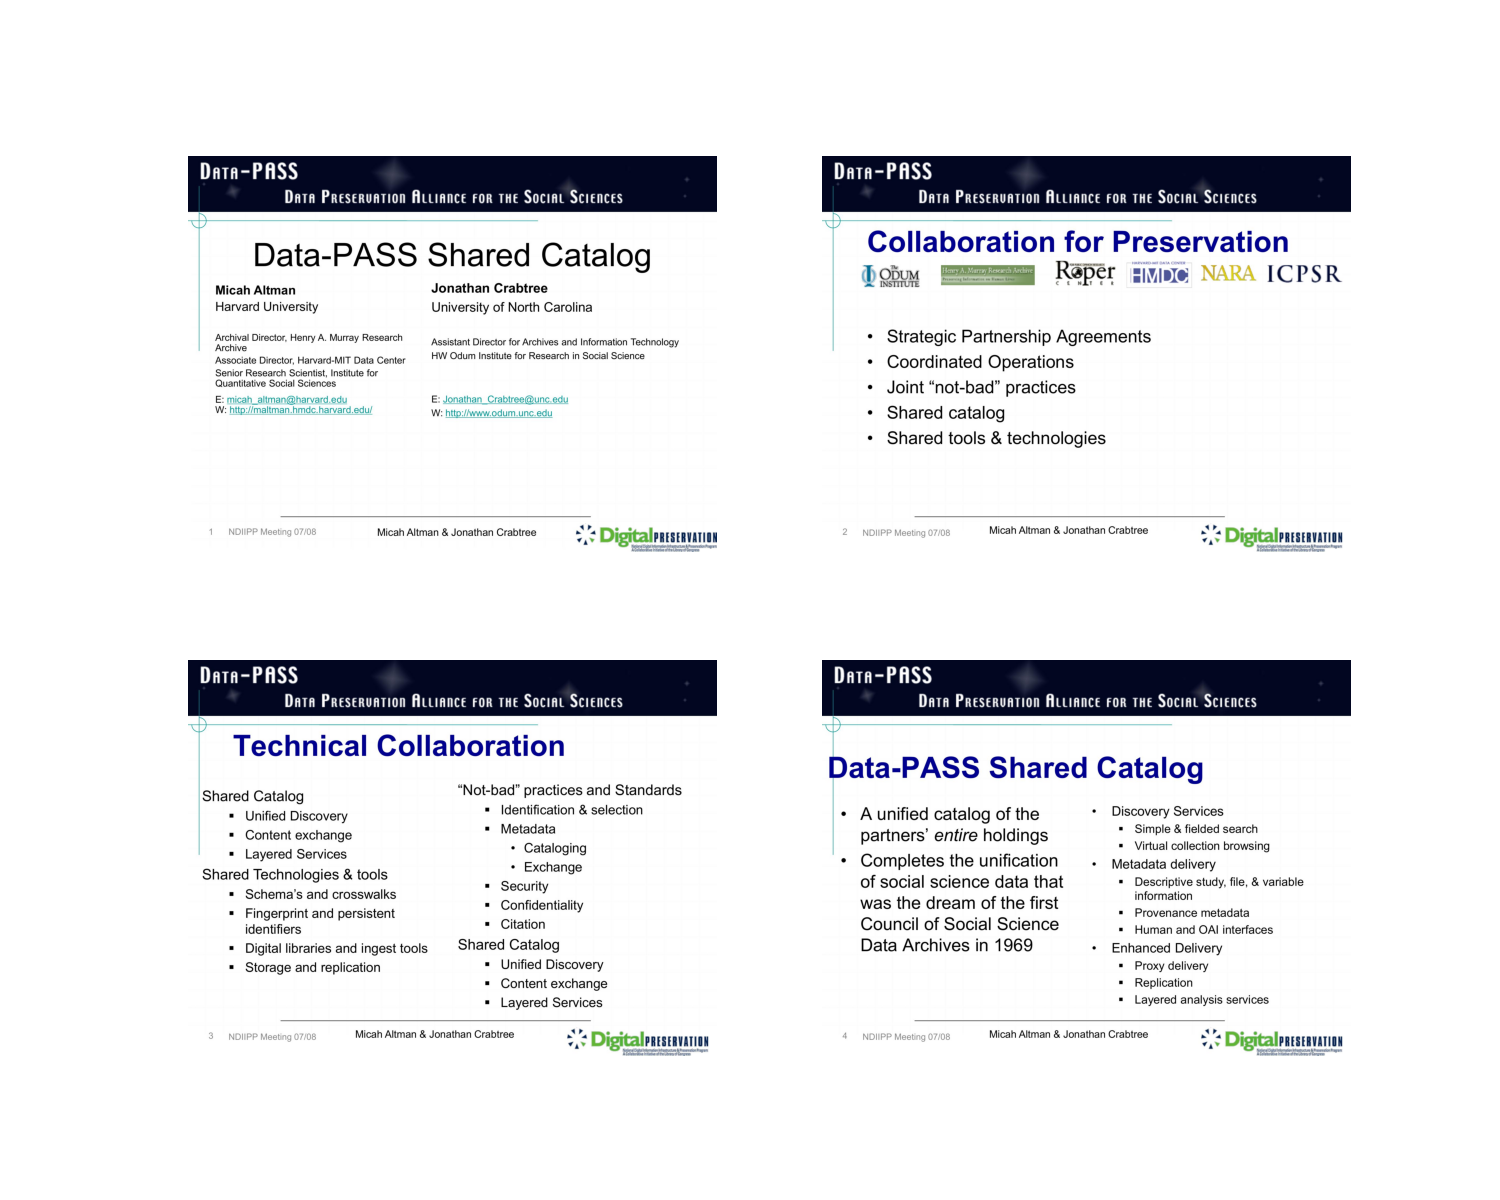 DATA-PASS
DATA PRESERVATION ALLIANCE FOR THE SOCIAL SCIENCES
Data-PASS Shared Catalog
Micah Altman
Harvard University
Archival Director, Henry A. Murray Research
Archive
Associate Director, Harvard-MIT Data Center
Senior Research Scientist, Institute for
Quantitative Social Sciences
E: micah_altman@harvard.edu
W: http://maltman.hmdc.harvard.edu/
Jonathan Crabtree
University of North Carolina
Assistant Director for Archives and Information Technology
HW Odum Institute for Research in Social Science
E: Jonathan_Crabtree@unc.edu
W: http://www.odum.unc.edu
1 NDIIPP Meeting 07/08 Micah Altman & Jonathan Crabtree
Digital PRESERVATION
DATA-PASS
DATA PRESERVATION ALLIANCE FOR THE SOCIAL SCIENCES
Collaboration for Preservation
The ODUM INSTITUTE
Henry A. Murray Research Archive
Roper CENTER
HARVARD-MIT DATA CENTER
HMDC
NARA
ICPSR
• Strategic Partnership Agreements
• Coordinated Operations
• Joint “not-bad” practices
• Shared catalog
• Shared tools & technologies
2 NDIIPP Meeting 07/08 Micah Altman & Jonathan Crabtree
Digital PRESERVATION
DATA-PASS
DATA PRESERVATION ALLIANCE FOR THE SOCIAL SCIENCES
Technical Collaboration
Shared Catalog
▪ Unified Discovery
▪ Content exchange
▪ Layered Services
Shared Technologies & tools
▪ Schema’s and crosswalks
▪ Fingerprint and persistent
identifiers
▪ Digital libraries and ingest tools
▪ Storage and replication
“Not-bad” practices and Standards
▪ Identification & selection
▪ Metadata
• Cataloging
• Exchange
▪ Security
▪ Confidentiality
▪ Citation
Shared Catalog
▪ Unified Discovery
▪ Content exchange
▪ Layered Services
3 NDIIPP Meeting 07/08 Micah Altman & Jonathan Crabtree
Digital PRESERVATION
DATA-PASS
DATA PRESERVATION ALLIANCE FOR THE SOCIAL SCIENCES
Data-PASS Shared Catalog
• A unified catalog of the
partners’ entire holdings
• Completes the unification
of social science data that
was the dream of the first
Council of Social Science
Data Archives in 1969
• Discovery Services
▪ Simple & fielded search
▪ Virtual collection browsing
• Metadata delivery
▪ Descriptive study, file, & variable
information
▪ Provenance metadata
▪ Human and OAI interfaces
• Enhanced Delivery
▪ Proxy delivery
▪ Replication
▪ Layered analysis services
4 NDIIPP Meeting 07/08 Micah Altman & Jonathan Crabtree
Digital PRESERVATION